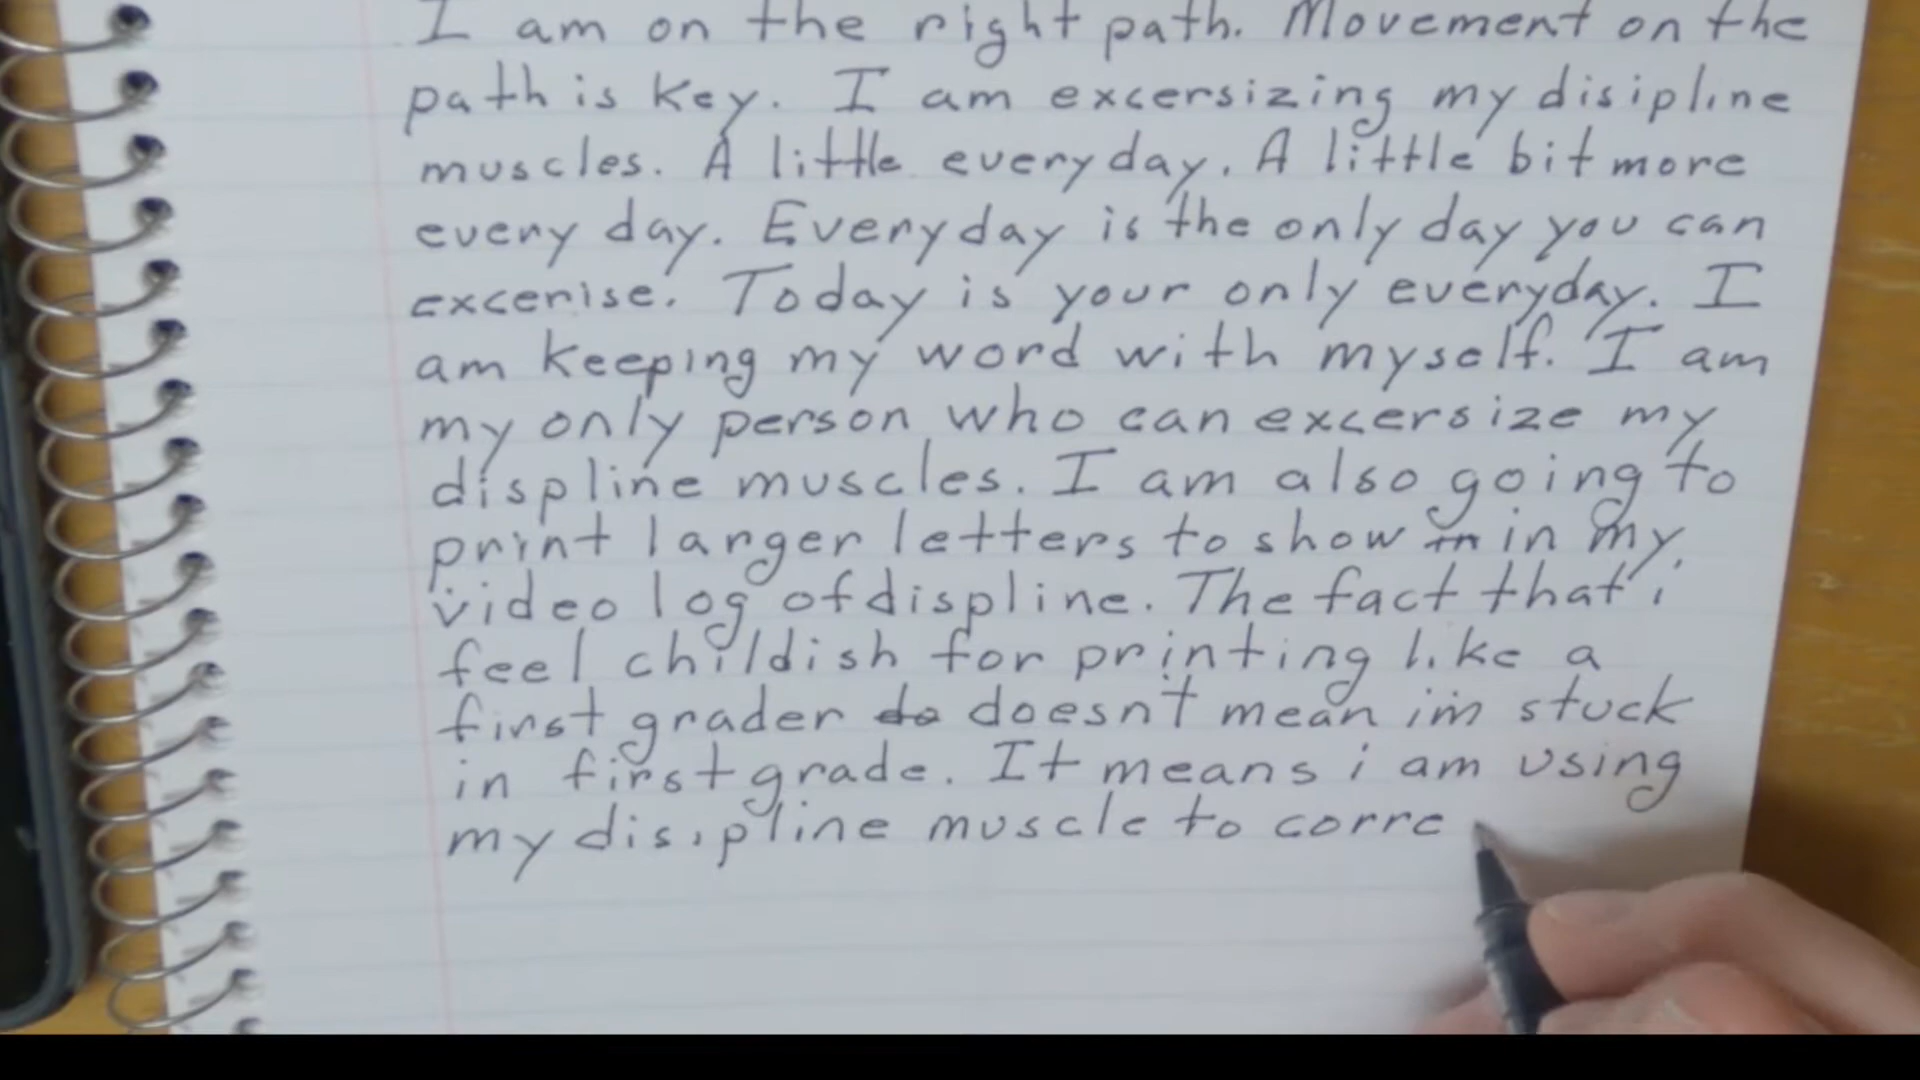 I am on the right path. Movement on the
path is key. I am excersizing my disipline
muscles. A little everyday. A little bit more
every day. Everyday is the only day you can
excerise. Today is your only everyday. I
am keeping my word with myself. I am
my only person who can excersize my
displine muscles. I am also going to
print larger letters to show in in my
video log of displine. The fact that i
feel childish for printing like a
first grader do doesn't mean i'm stuck
in first grade. It means i am using
my disipline muscle to corre